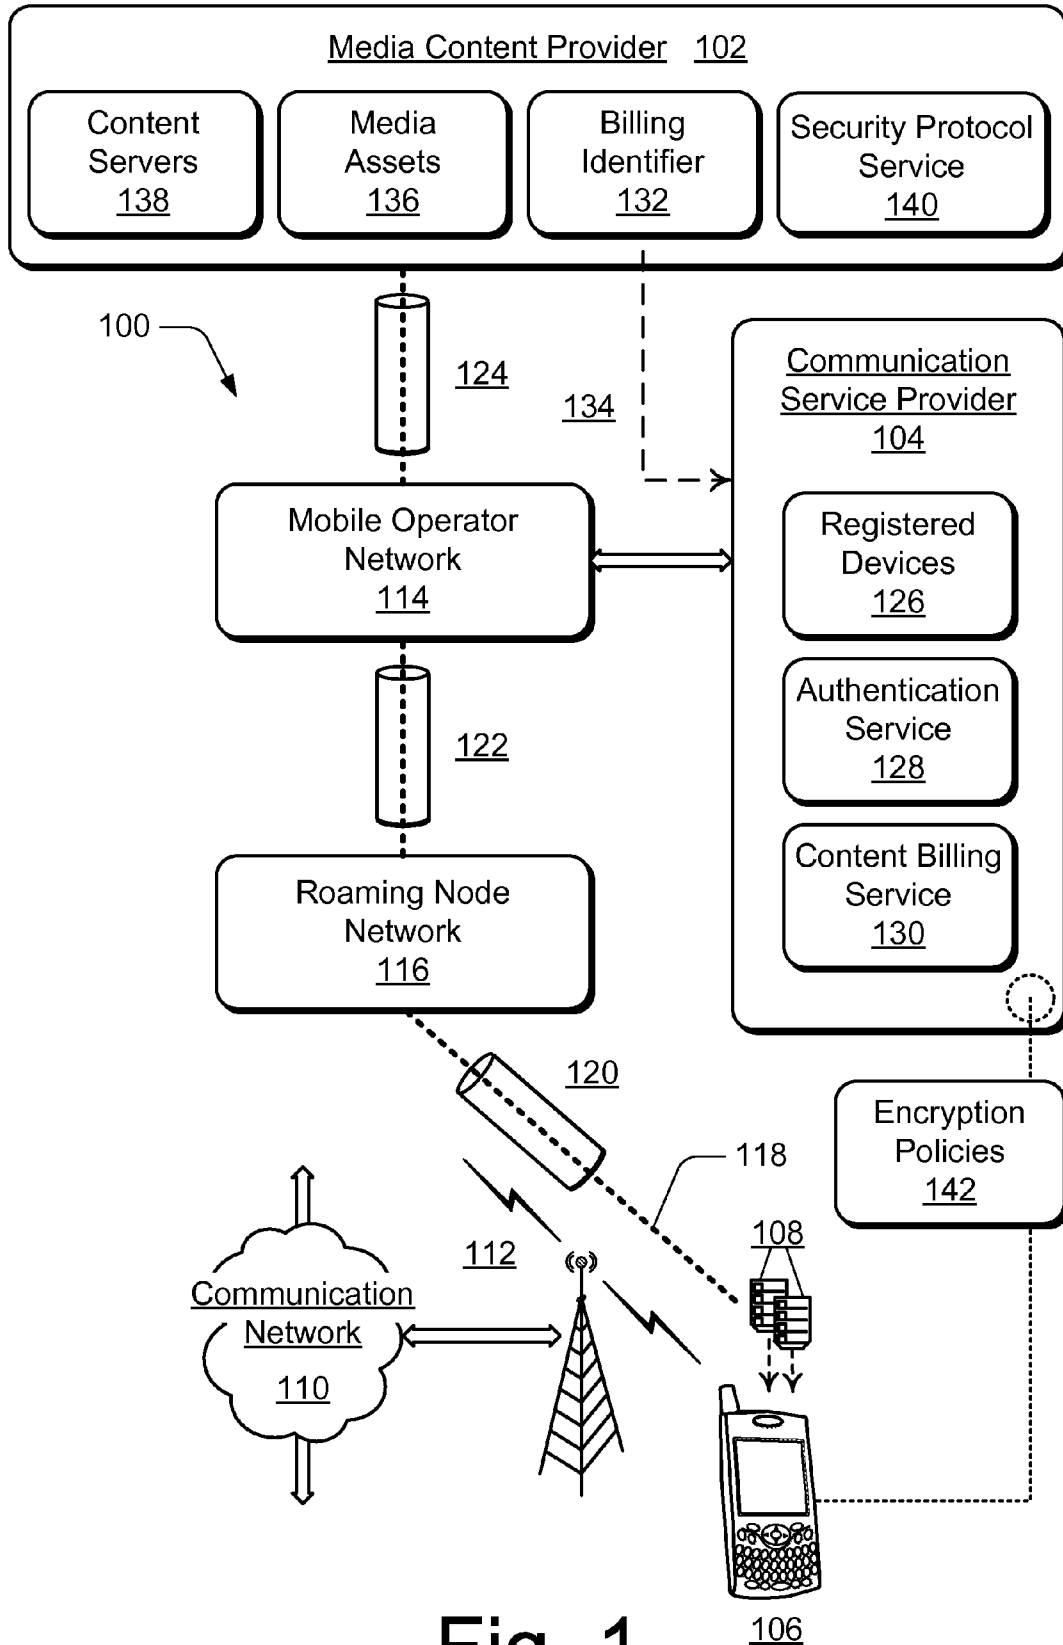 Media Content Provider 102
Content
Servers
138
Media
Assets
136
Billing
Identifier
132
Security Protocol
Service
140
100
124
134
Communication
Service Provider
104
Mobile Operator
Network
114
Registered
Devices
126
Authentication
Service
128
122
Content Billing
Service
130
Roaming Node
Network
116
120
Encryption
Policies
142
118
112
108
Communication
Network
110
106
Fig. 1